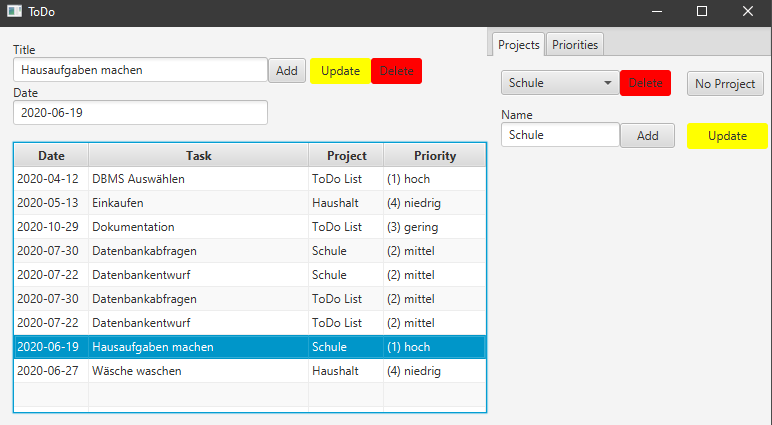 ToDo
Title
Hausaufgaben machen Add Update Delete
Date
2020-06-19
Date Task Project Priority
2020-04-12 DBMS Auswählen ToDo List (1) hoch
2020-05-13 Einkaufen Haushalt (4) niedrig
2020-10-29 Dokumentation ToDo List (3) gering
2020-07-30 Datenbankabfragen Schule (2) mittel
2020-07-22 Datenbankentwurf Schule (2) mittel
2020-07-30 Datenbankabfragen ToDo List (2) mittel
2020-07-22 Datenbankentwurf ToDo List (2) mittel
2020-06-19 Hausaufgaben machen Schule (1) hoch
2020-06-27 Wäsche waschen Haushalt (4) niedrig
Projects Priorities
Schule Delete No Prroject
Name
Schule Add Update